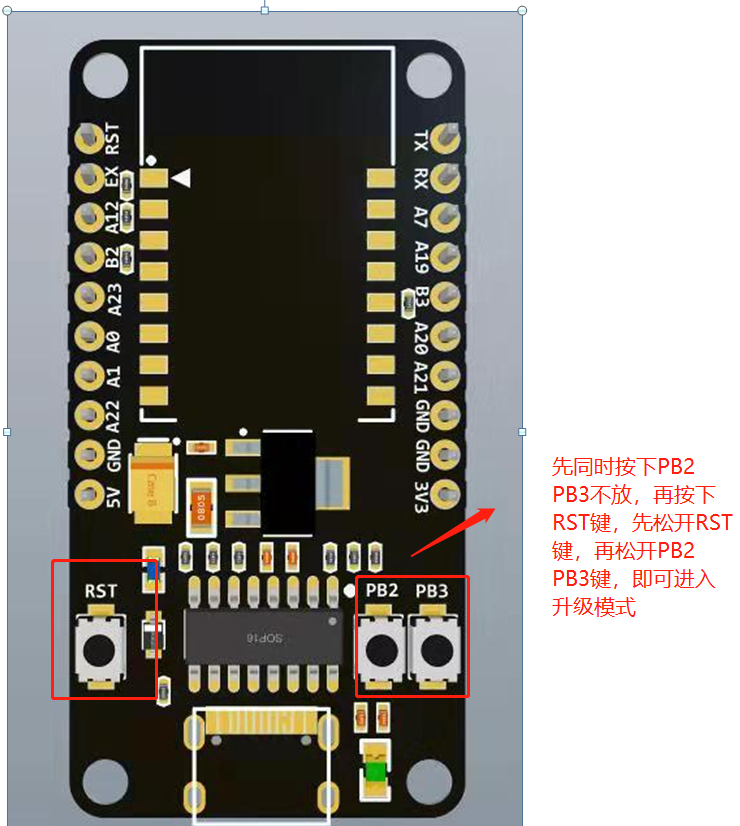 RST
EX
A12
B2
A23
A0
A1
A22
GND
5V
TX
RX
A7
A19
B3
A20
A21
GND
GND
3V3
Case B
0805
RST
SOP16
PB2 PB3
先同时按下PB2
PB3不放，再按下
RST键，先松开RST
键，再松开PB2
PB3键，即可进入
升级模式